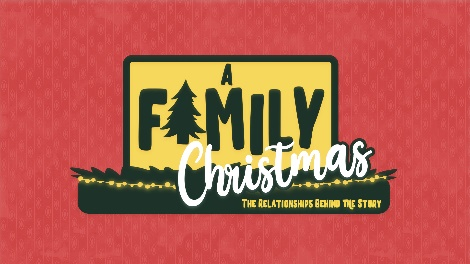 A
FAMILY
Christmas
The Relationships Behind the Story